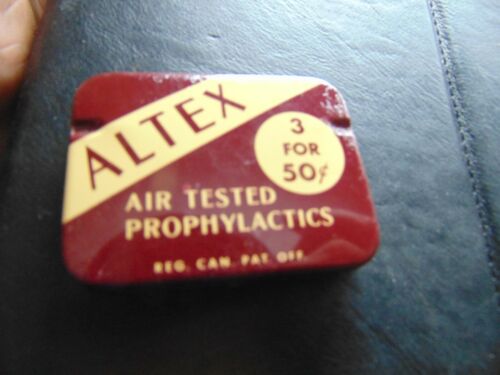 ALTEX
3
FOR
50¢
AIR TESTED
PROPHYLACTICS
REG. CAN. PAT. OFF.